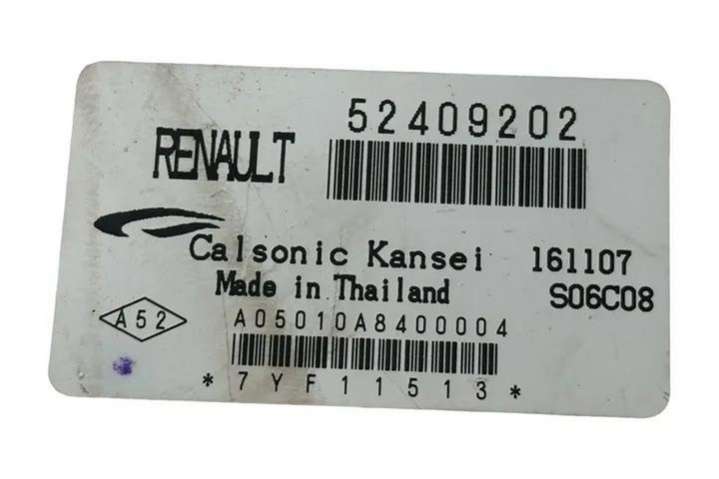 52409202
RENAULT
Calsonic Kansei 161107
Made in Thailand S06C08
A52 A05010A8400004
*7YF11513*